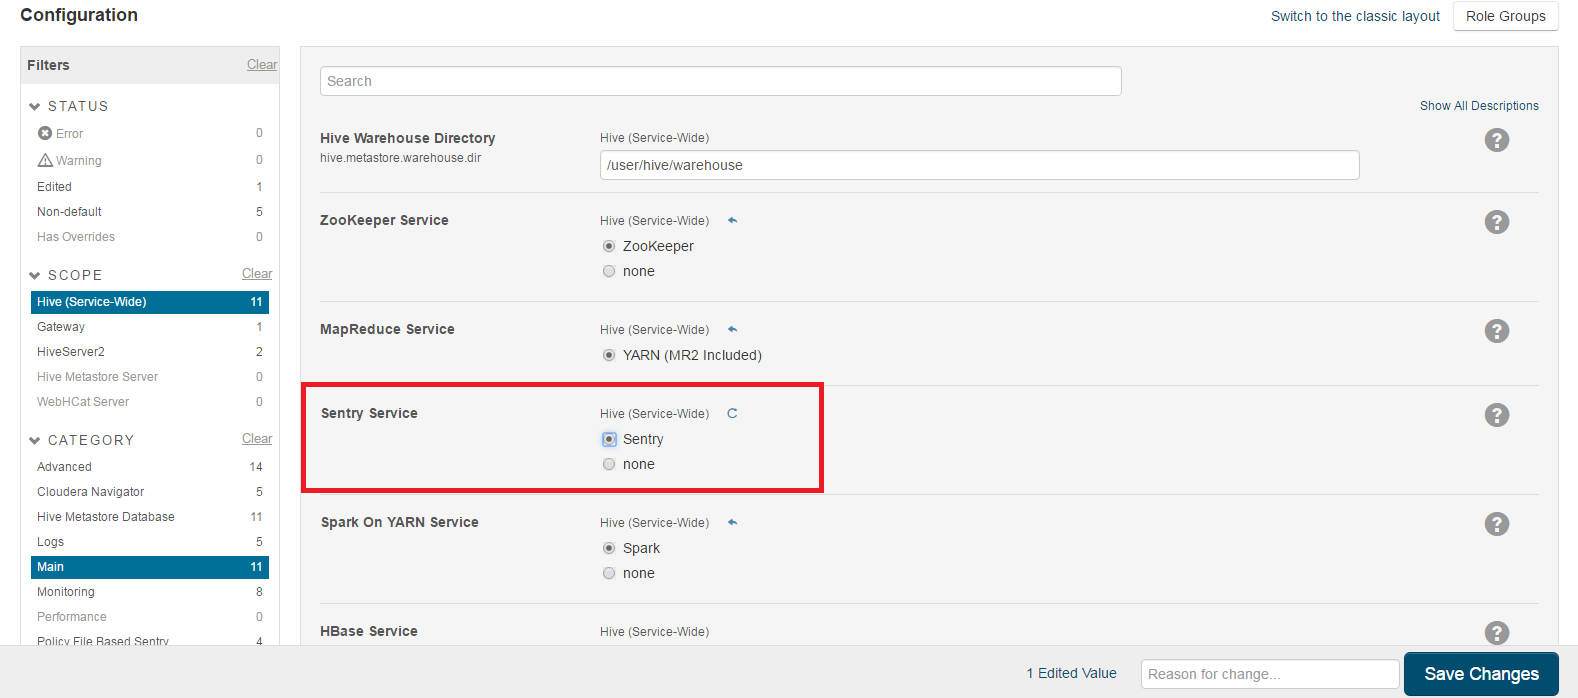 Configuration
Switch to the classic layout
Role Groups
Filters
Clear
STATUS
Error 0
Warning 0
Edited 1
Non-default 5
Has Overrides 0
SCOPE Clear
Hive (Service-Wide) 11
Gateway 1
HiveServer2 2
Hive Metastore Server 0
WebHCat Server 0
CATEGORY Clear
Advanced 14
Cloudera Navigator 5
Hive Metastore Database 11
Logs 5
Main 11
Monitoring 8
Performance 0
Policy File Based Sentry 4
Search
Show All Descriptions
Hive Warehouse Directory
hive.metastore.warehouse.dir
Hive (Service-Wide)
/user/hive/warehouse
?
ZooKeeper Service
Hive (Service-Wide)
ZooKeeper
none
?
MapReduce Service
Hive (Service-Wide)
YARN (MR2 Included)
?
Sentry Service
Hive (Service-Wide)
Sentry
none
?
Spark On YARN Service
Hive (Service-Wide)
Spark
none
?
HBase Service
Hive (Service-Wide)
?
1 Edited Value
Reason for change...
Save Changes